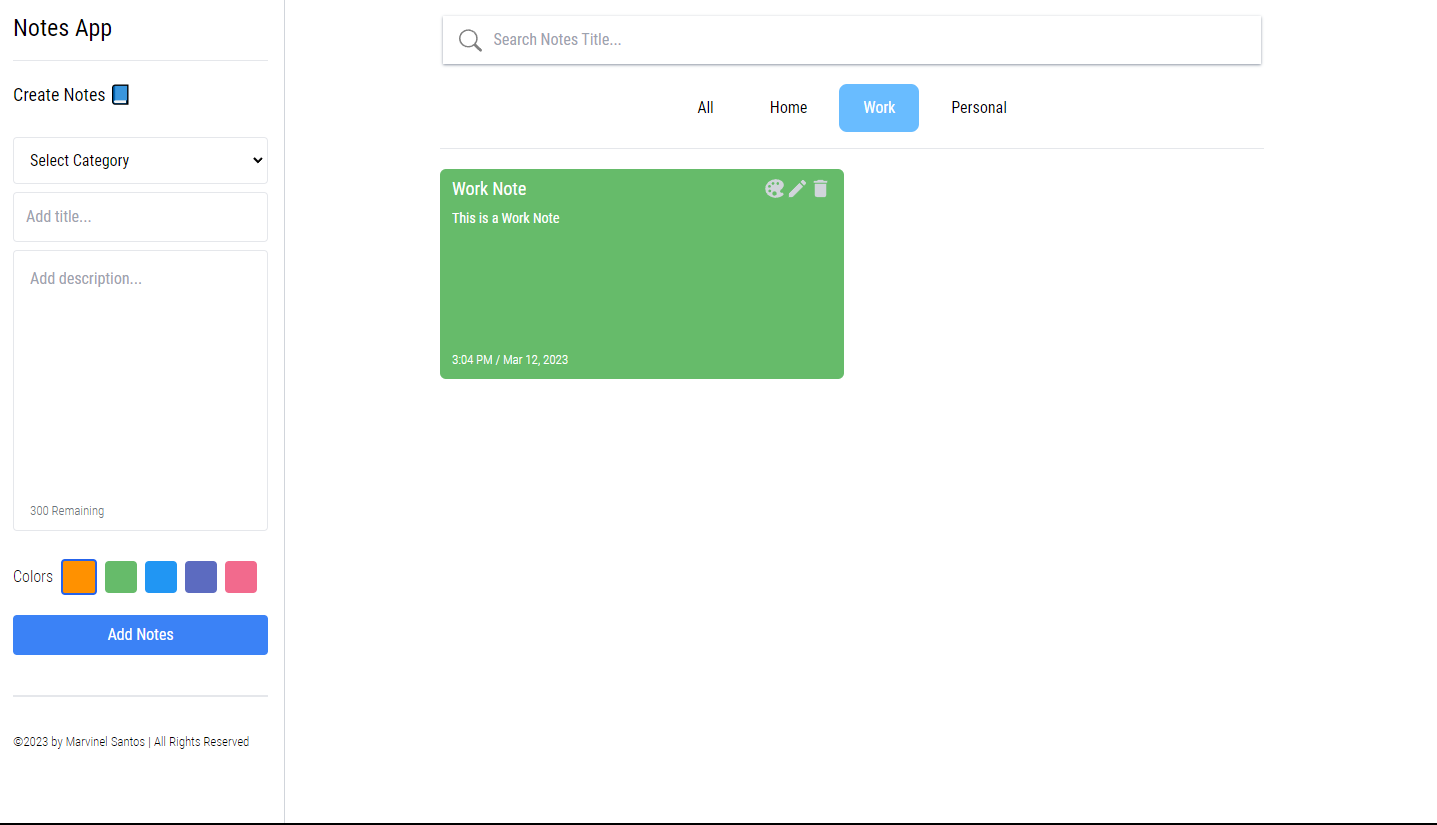 Notes App
Create Notes
Select Category
Add title...
Add description...
300 Remaining
Colors
Add Notes
©2023 by Marvinel Santos | All Rights Reserved
Search Notes Title...
All Home Work Personal
Work Note
This is a Work Note
3:04 PM / Mar 12, 2023